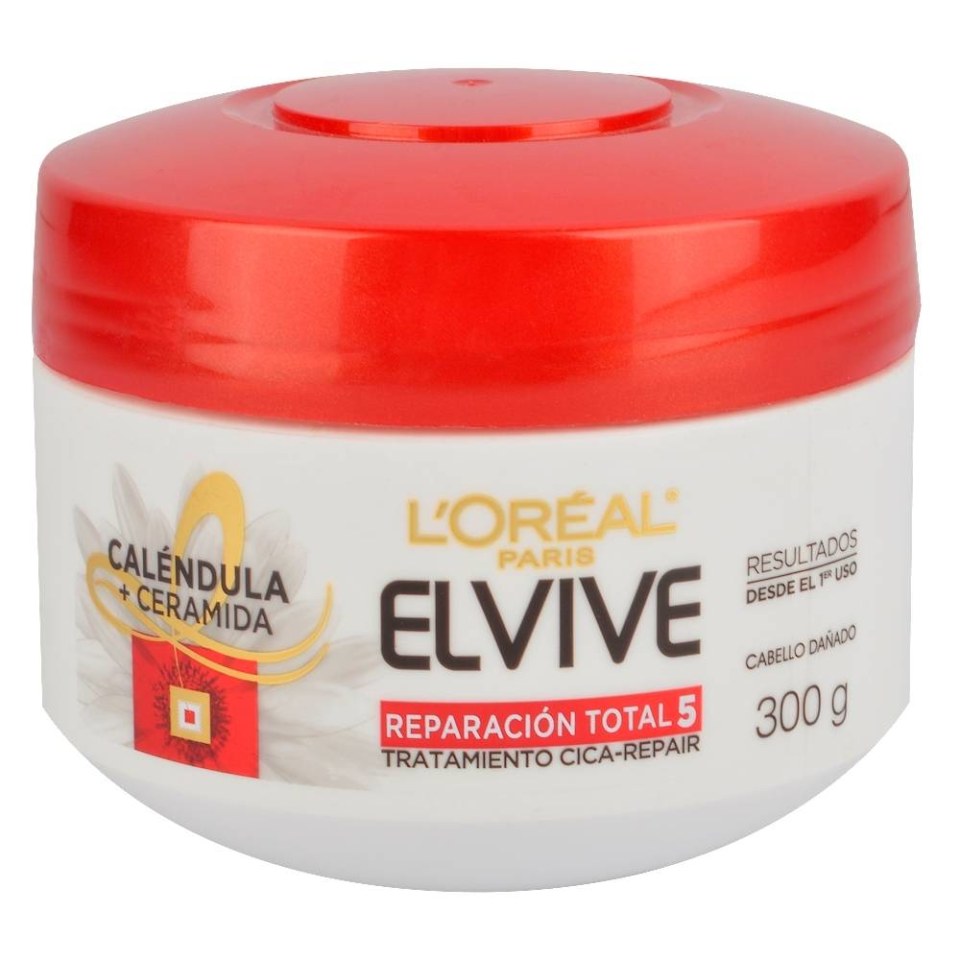 CALÉNDULA
+ CERAMIDA
L'ORÉAL®
PARIS
ELVIVE
REPARACIÓN TOTAL 5
TRATAMIENTO CICA-REPAIR
RESULTADOS
DESDE EL 1ER USO
CABELLO DAÑADO
300 g